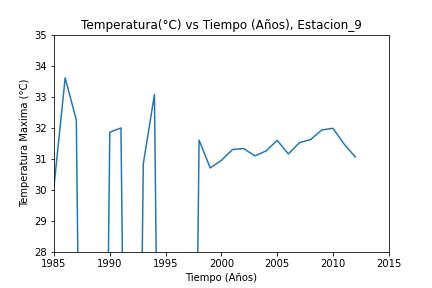 Temperatura(°C) vs Tiempo (Años), Estacion_9
35
34
33
32
31
30
29
28
Temperatura Maxima (°C)
1985 1990 1995 2000 2005 2010 2015
Tiempo (Años)